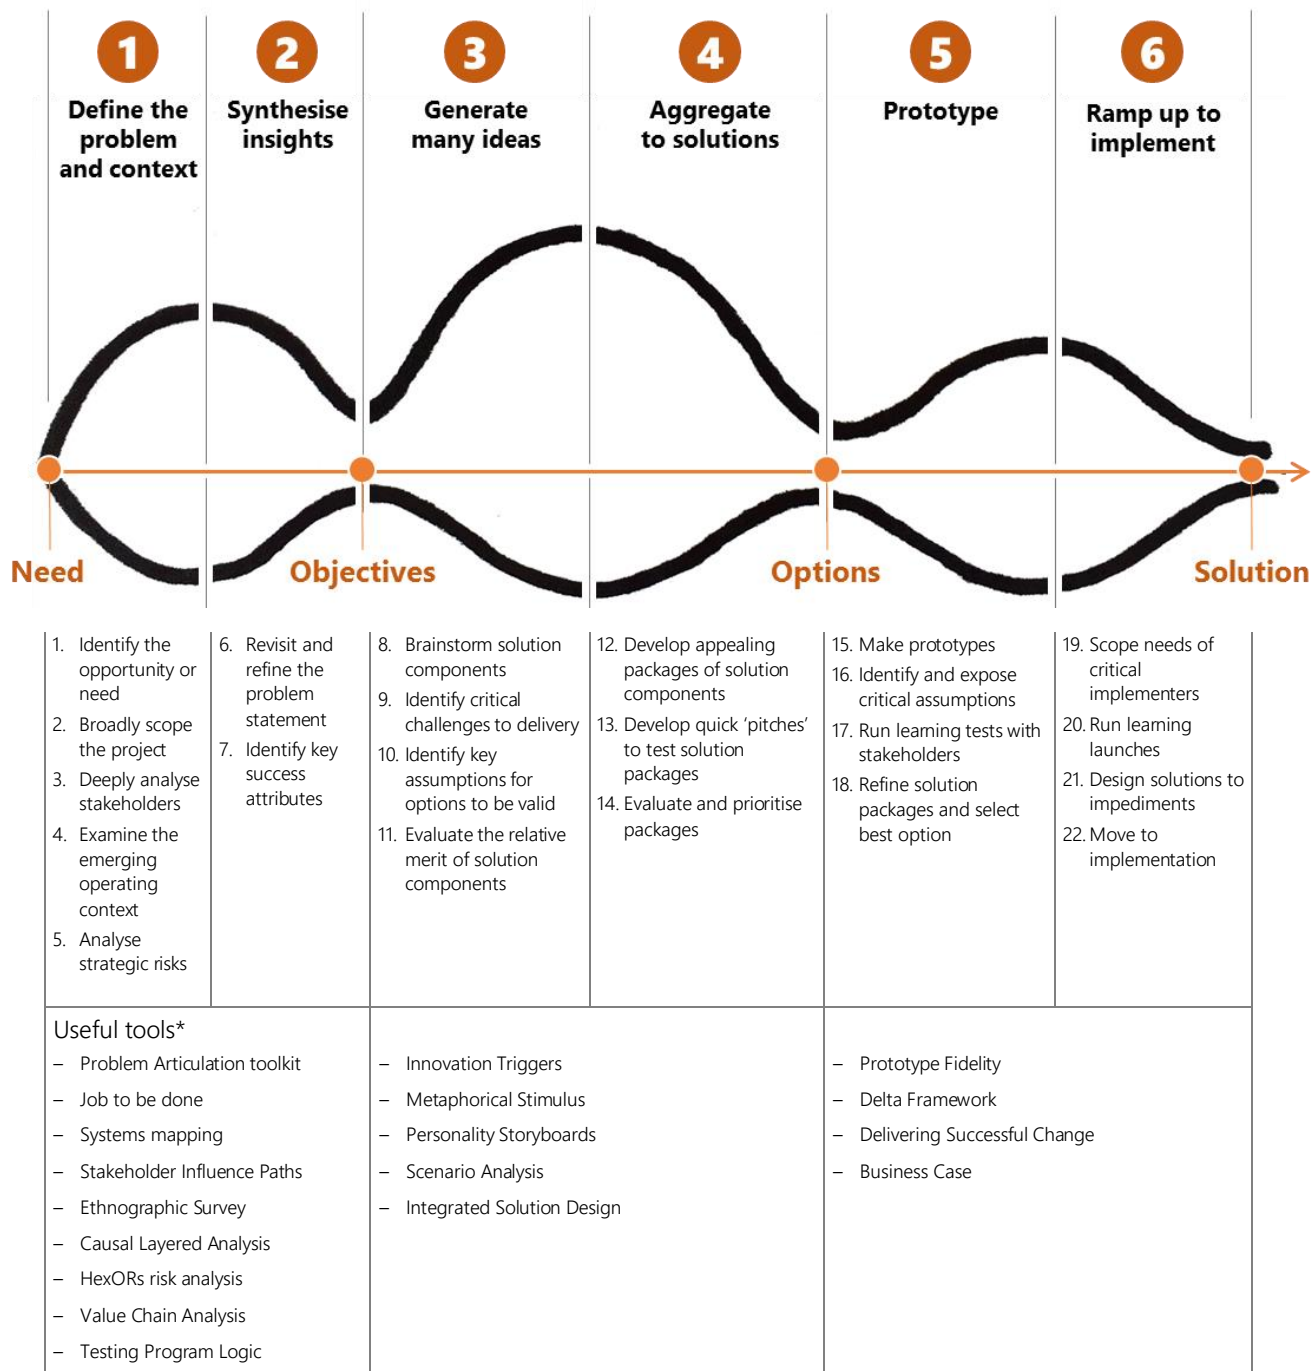 1
Define the
problem
and context
2
Synthesise
insights
3
Generate
many ideas
4
Aggregate
to solutions
5
Prototype
6
Ramp up to
implement
Need
Objectives
Options
Solution
1. Identify the
opportunity or
need
2. Broadly scope
the project
3. Deeply analyse
stakeholders
4. Examine the
emerging
operating
context
5. Analyse
strategic risks
6. Revisit and
refine the
problem
statement
7. Identify key
success
attributes
8. Brainstorm solution
components
9. Identify critical
challenges to delivery
10. Identify key
assumptions for
options to be valid
11. Evaluate the relative
merit of solution
components
12. Develop appealing
packages of solution
components
13. Develop quick ‘pitches’
to test solution
packages
14. Evaluate and prioritise
packages
15. Make prototypes
16. Identify and expose
critical assumptions
17. Run learning tests with
stakeholders
18. Refine solution
packages and select
best option
19. Scope needs of
critical
implementers
20. Run learning
launches
21. Design solutions to
impediments
22. Move to
implementation
Useful tools*
– Problem Articulation toolkit
– Job to be done
– Systems mapping
– Stakeholder Influence Paths
– Ethnographic Survey
– Causal Layered Analysis
– HexORs risk analysis
– Value Chain Analysis
– Testing Program Logic
– Innovation Triggers
– Metaphorical Stimulus
– Personality Storyboards
– Scenario Analysis
– Integrated Solution Design
– Prototype Fidelity
– Delta Framework
– Delivering Successful Change
– Business Case